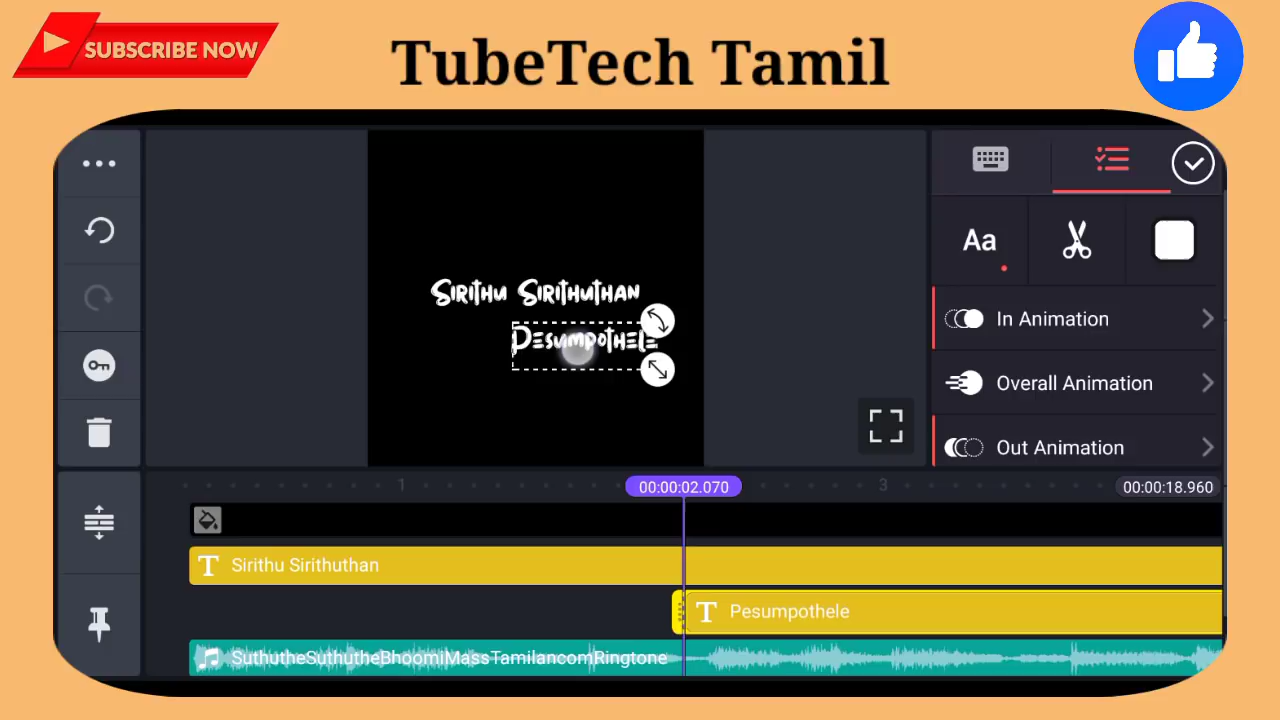 SUBSCRIBE NOW
TubeTech Tamil
Sirithu Sirithuthan
Pesumpothele
Aa
In Animation
Overall Animation
Out Animation
1
00:00:02.070
3
00:00:18.960
T Sirithu Sirithuthan
T Pesumpothele
SuthutheSuthutheBhoomiMassTamilancomRingtone